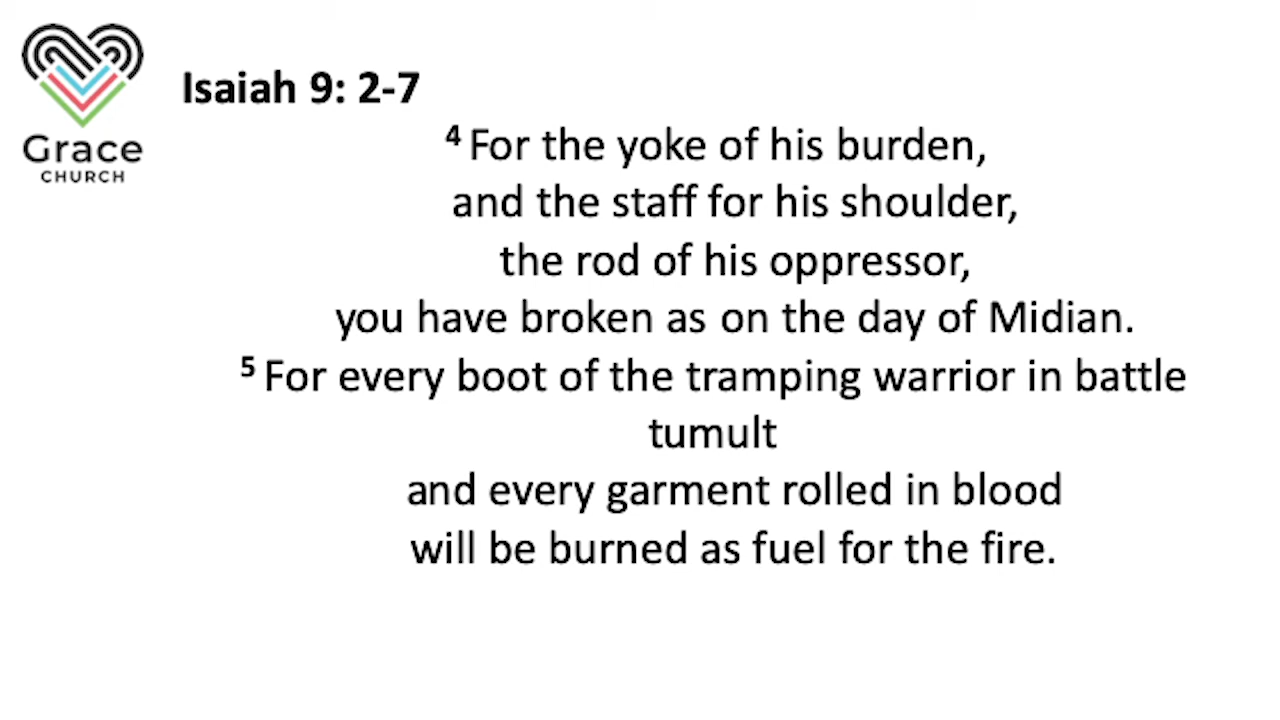 Grace
CHURCH
Isaiah 9: 2-7
4 For the yoke of his burden,
and the staff for his shoulder,
the rod of his oppressor,
you have broken as on the day of Midian.
5 For every boot of the tramping warrior in battle
tumult
and every garment rolled in blood
will be burned as fuel for the fire.